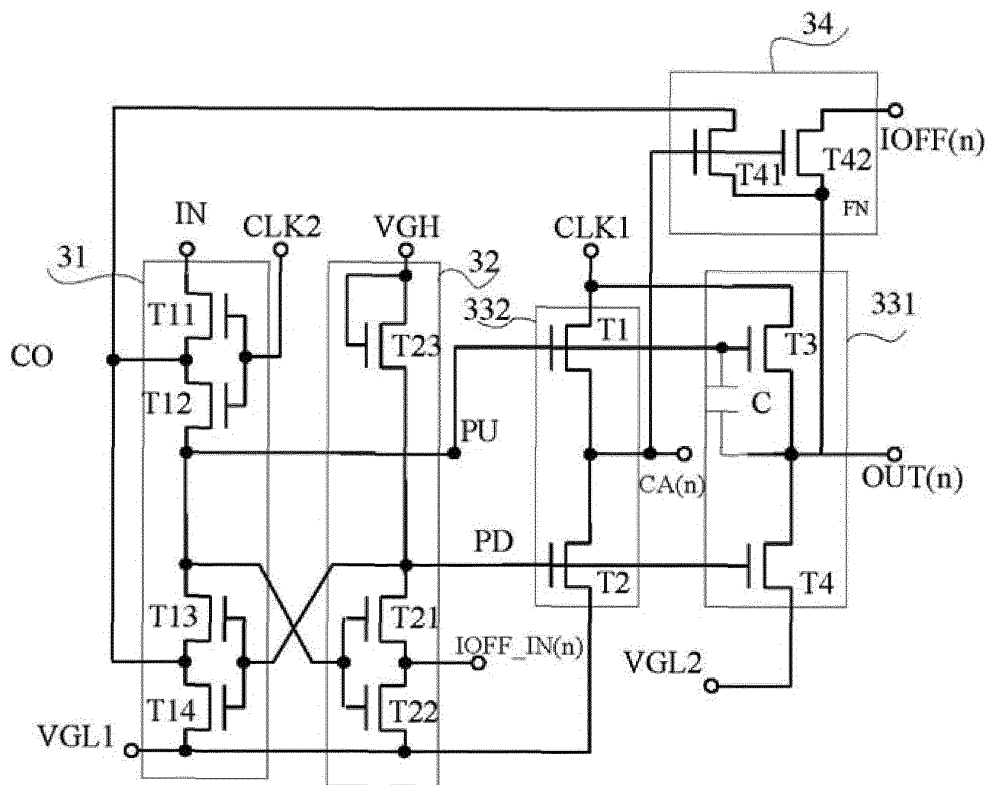 34
IOFF(n)
T41
T42
FN
IN
CLK2
VGH
CLK1
31
32
332
331
T11
T23
T1
T3
CO
T12
C
PU
CA(n)
OUT(n)
PD
T13
T21
T2
T4
IOFF_IN(n)
VGL2
T14
T22
VGL1